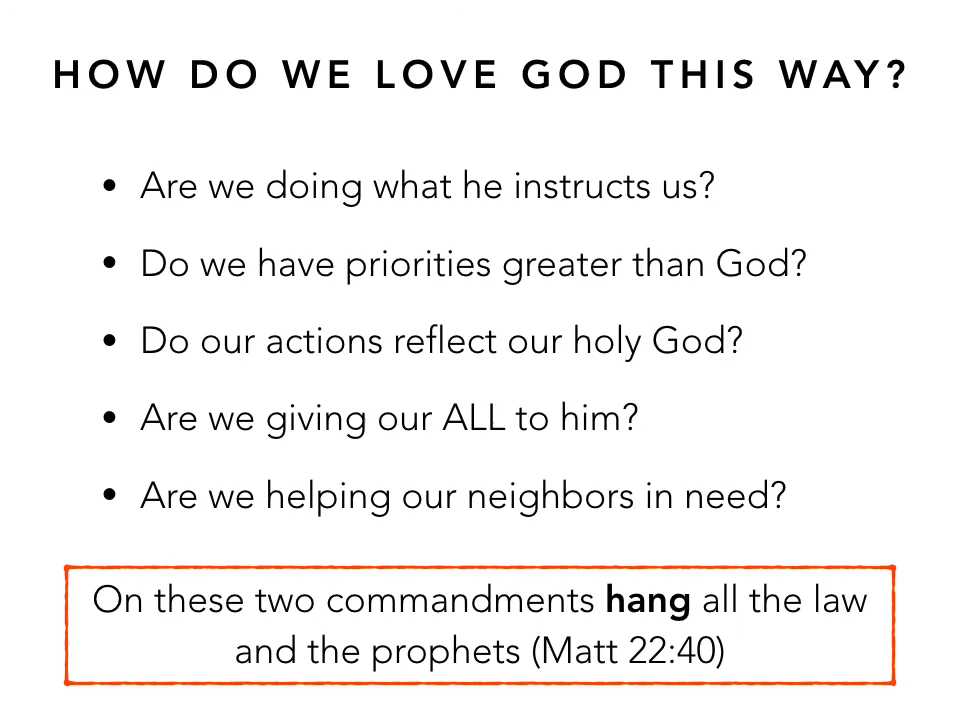 HOW DO WE LOVE GOD THIS WAY?
• Are we doing what he instructs us?
• Do we have priorities greater than God?
• Do our actions reflect our holy God?
• Are we giving our ALL to him?
• Are we helping our neighbors in need?
On these two commandments hang all the law
and the prophets (Matt 22:40)